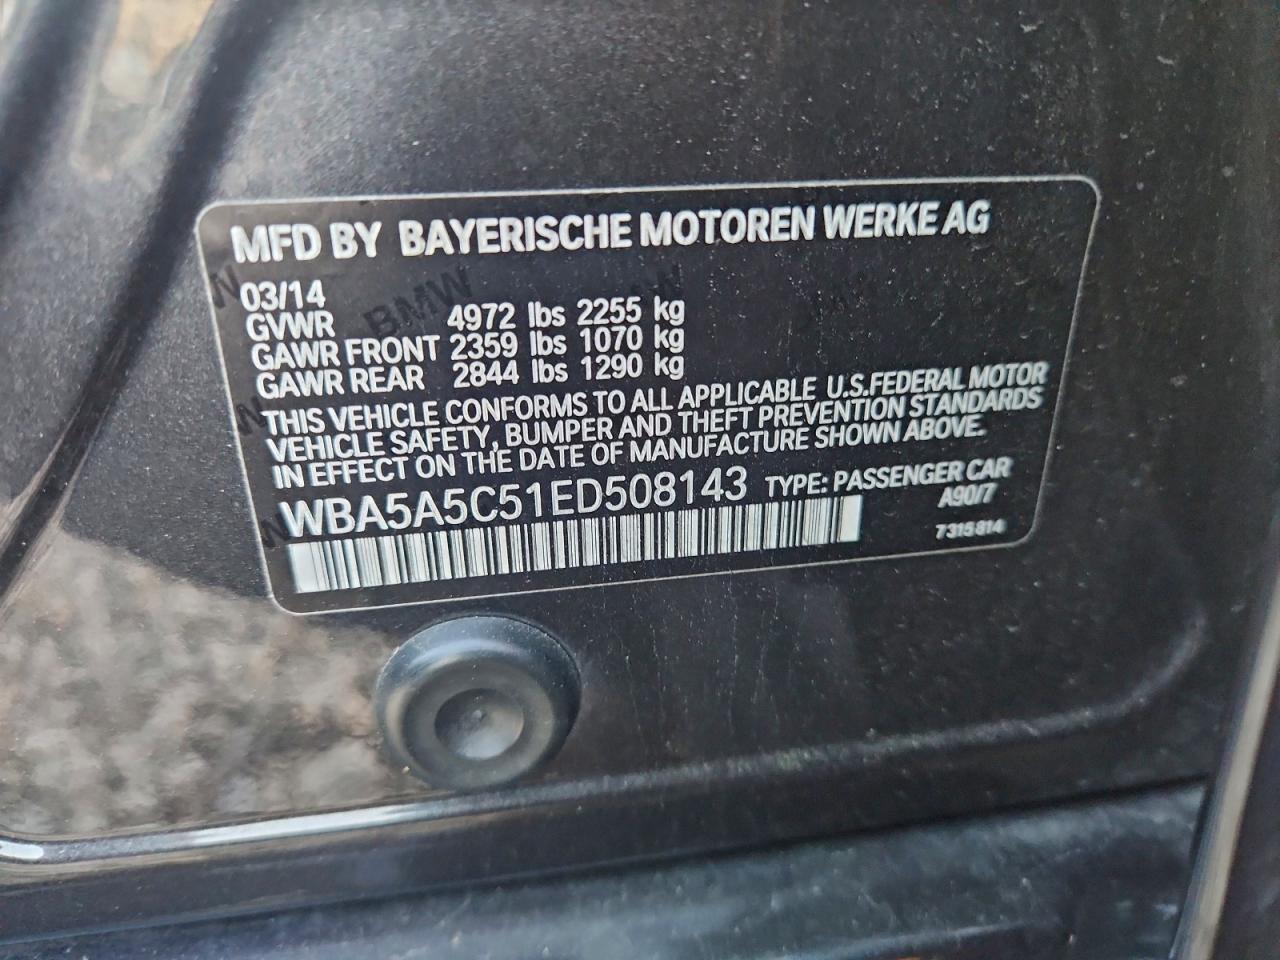 MFD BY BAYERISCHE MOTOREN WERKE AG
03/14
GVWR 4972 lbs 2255 kg
GAWR FRONT 2359 lbs 1070 kg
GAWR REAR 2844 lbs 1290 kg
THIS VEHICLE CONFORMS TO ALL APPLICABLE U.S.FEDERAL MOTOR
VEHICLE SAFETY, BUMPER AND THEFT PREVENTION STANDARDS
IN EFFECT ON THE DATE OF MANUFACTURE SHOWN ABOVE.
WBA5A5C51ED508143 TYPE: PASSENGER CAR
A90/7
7315814
BMW